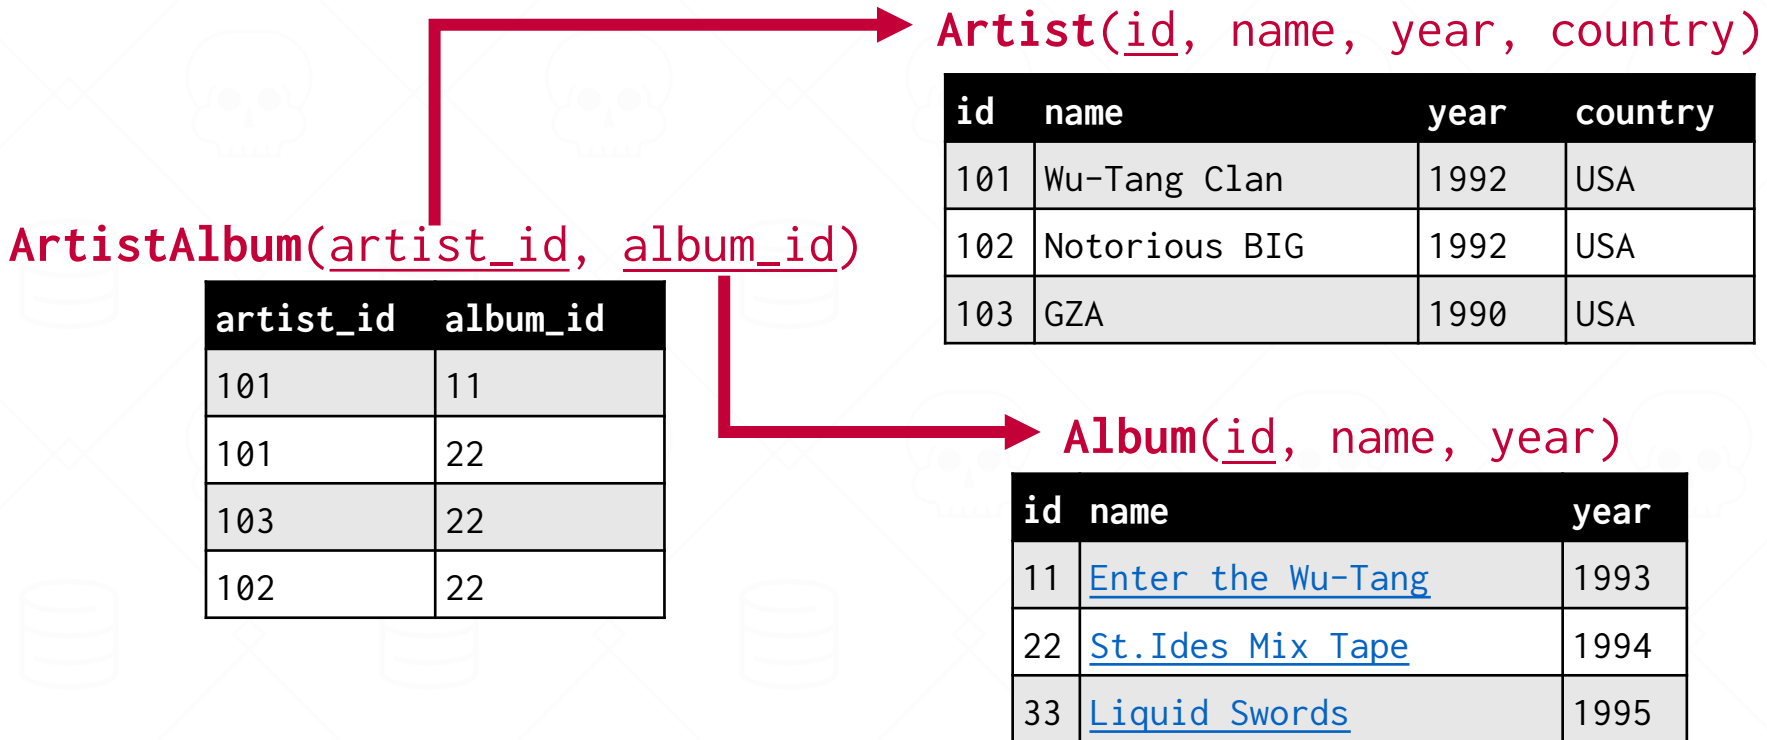 Artist(id, name, year, country)
id name year country
101 Wu-Tang Clan 1992 USA
102 Notorious BIG 1992 USA
103 GZA 1990 USA
ArtistAlbum(artist_id, album_id)
artist_id album_id
101 11
101 22
103 22
102 22
Album(id, name, year)
id name year
11 Enter the Wu-Tang 1993
22 St.Ides Mix Tape 1994
33 Liquid Swords 1995